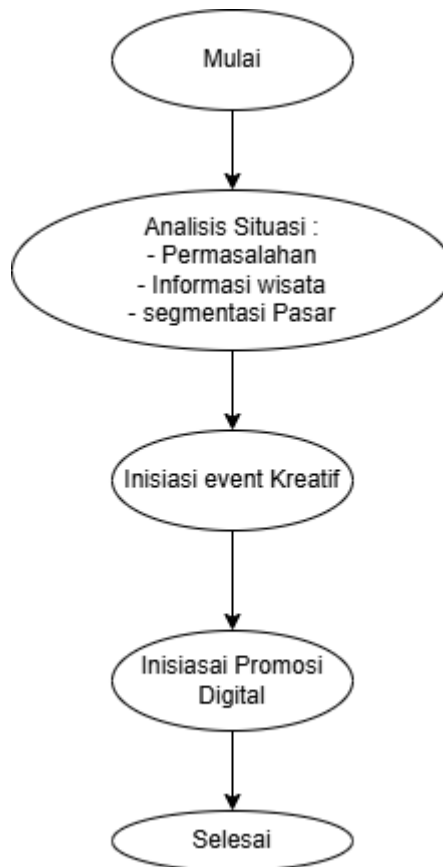 Mulai
Analisis Situasi :
- Permasalahan
- Informasi wisata
- segmentasi Pasar
Inisiasi event Kreatif
Inisiasai Promosi
Digital
Selesai